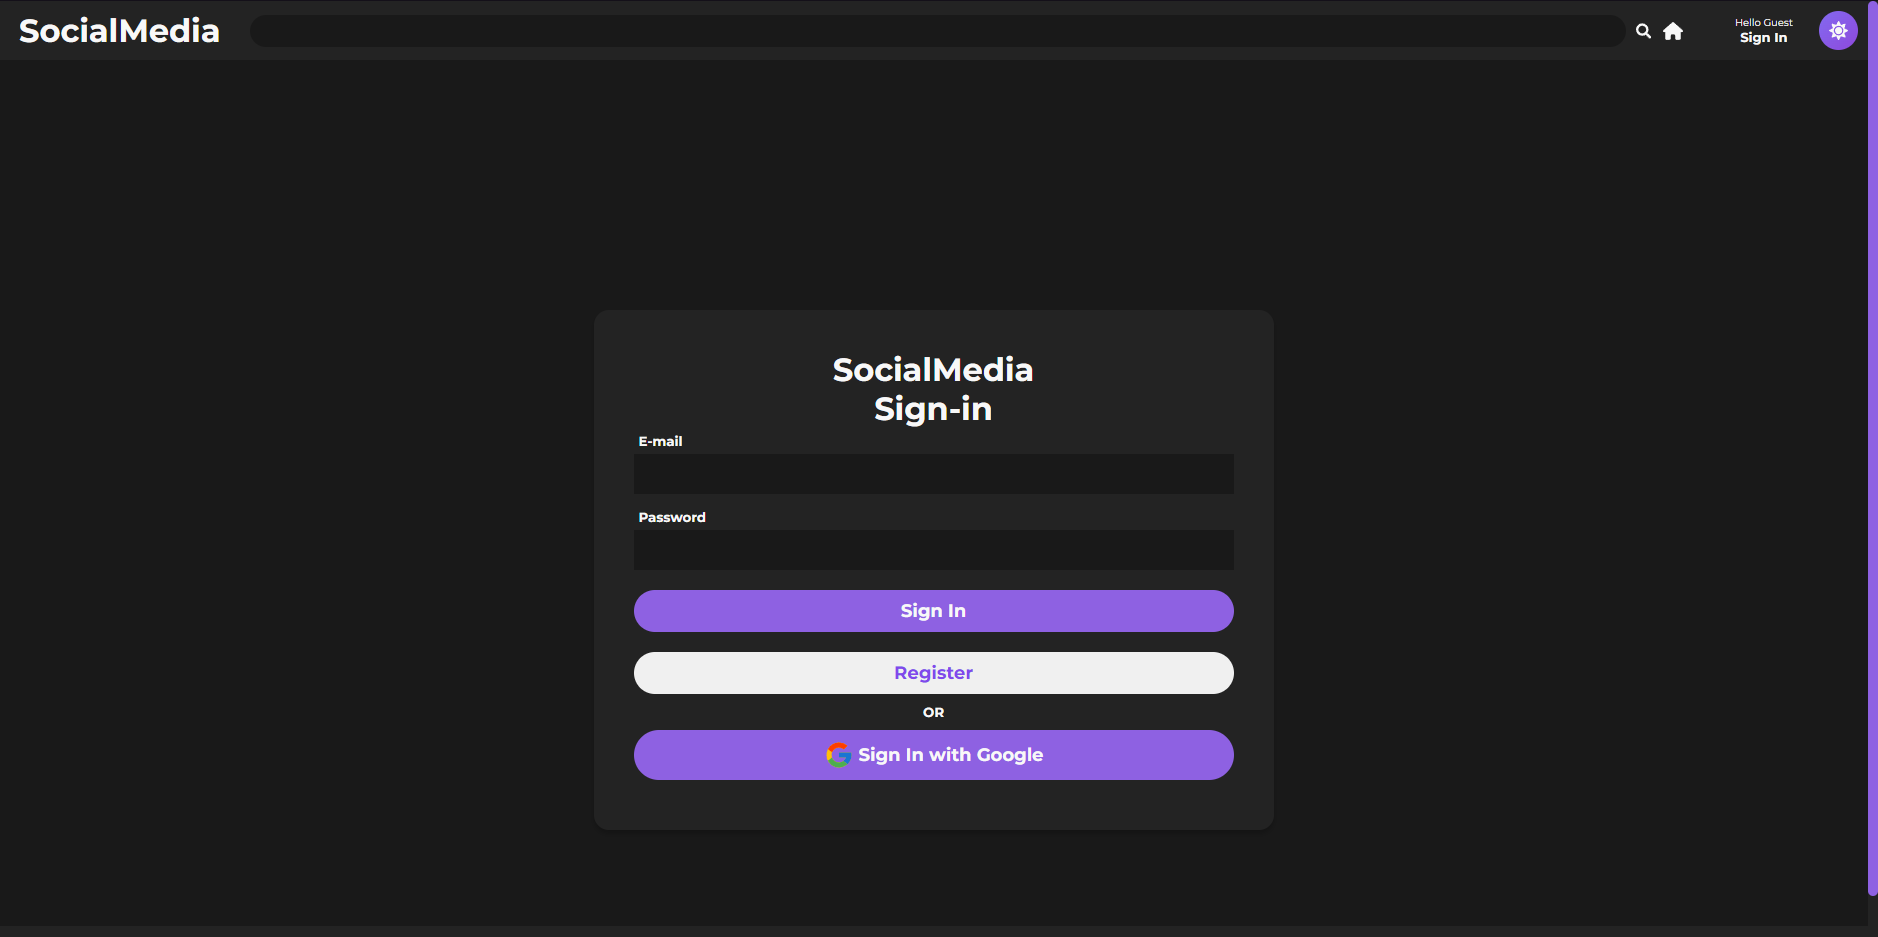 SocialMedia
Hello Guest
Sign In
SocialMedia
Sign-in
E-mail
Password
Sign In
Register
OR
Sign In with Google